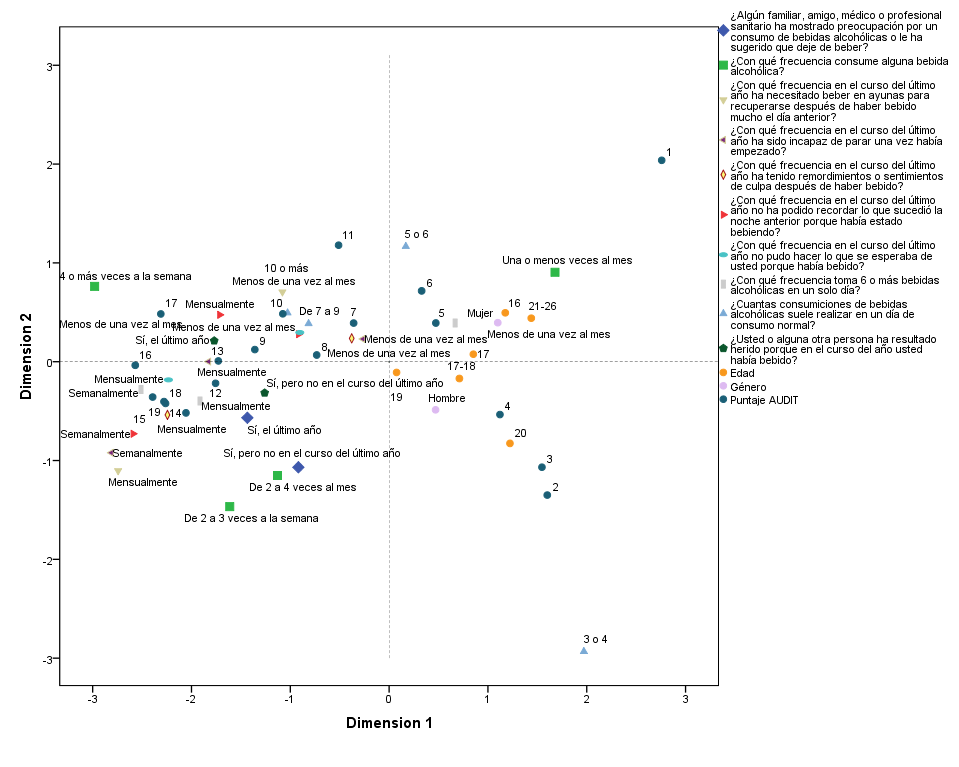 ¿Algún familiar, amigo, médico o profesional
sanitario ha mostrado preocupación por un
consumo de bebidas alcohólicas o le ha
sugerido que deje de beber?
¿Con qué frecuencia consume alguna bebida
alcohólica?
¿Con qué frecuencia en el curso del último
año ha necesitado beber en ayunas para
recuperarse después de haber bebido
mucho el día anterior?
¿Con qué frecuencia en el curso del último
año ha sido incapaz de parar una vez había
empezado?
¿Con qué frecuencia en el curso del último
año ha tenido remordimientos o sentimientos
de culpa después de haber bebido?
¿Con qué frecuencia en el curso del último
año no ha podido recordar lo que sucedió la
noche anterior porque había estado
bebiendo?
¿Con qué frecuencia en el curso del último
año no pudo hacer lo que se esperaba de
usted porque había bebido?
¿Con qué frecuencia toma 6 o más bebidas
alcohólicas en un solo día?
¿Cuantas consumiciones de bebidas
alcohólicas suele realizar en un día de
consumo normal?
¿Usted o alguna otra persona ha resultado
herido porque en el curso del año usted
había bebido?
Edad
Género
Puntaje AUDIT
3
2
1
0
-1
-2
-3
Dimension 2
1
11
5 o 6
Una o menos veces al mes
10 o más
4 o más veces a la semana
Menos de una vez al mes
6
17
Mensualmente
10
De 7 a 9
7
5
Mujer
16
21-26
Menos de una vez al mes
Menos de una vez al mes
Menos de una vez al mes
Sí, el último año
9
8
Menos de una vez al mes
Menos de una vez al mes
17
16
13
Mensualmente
17-18
Mensualmente
Sí, pero no en el curso del último año
Semanalmente
18
12
19
Hombre
19
14
Mensualmente
4
15
Mensualmente
Sí, el último año
Semanalmente
20
Semanalmente
Sí, pero no en el curso del último año
3
Mensualmente
De 2 a 4 veces al mes
2
De 2 a 3 veces a la semana
3 o 4
-3
-2
-1
0
1
2
3
Dimension 1